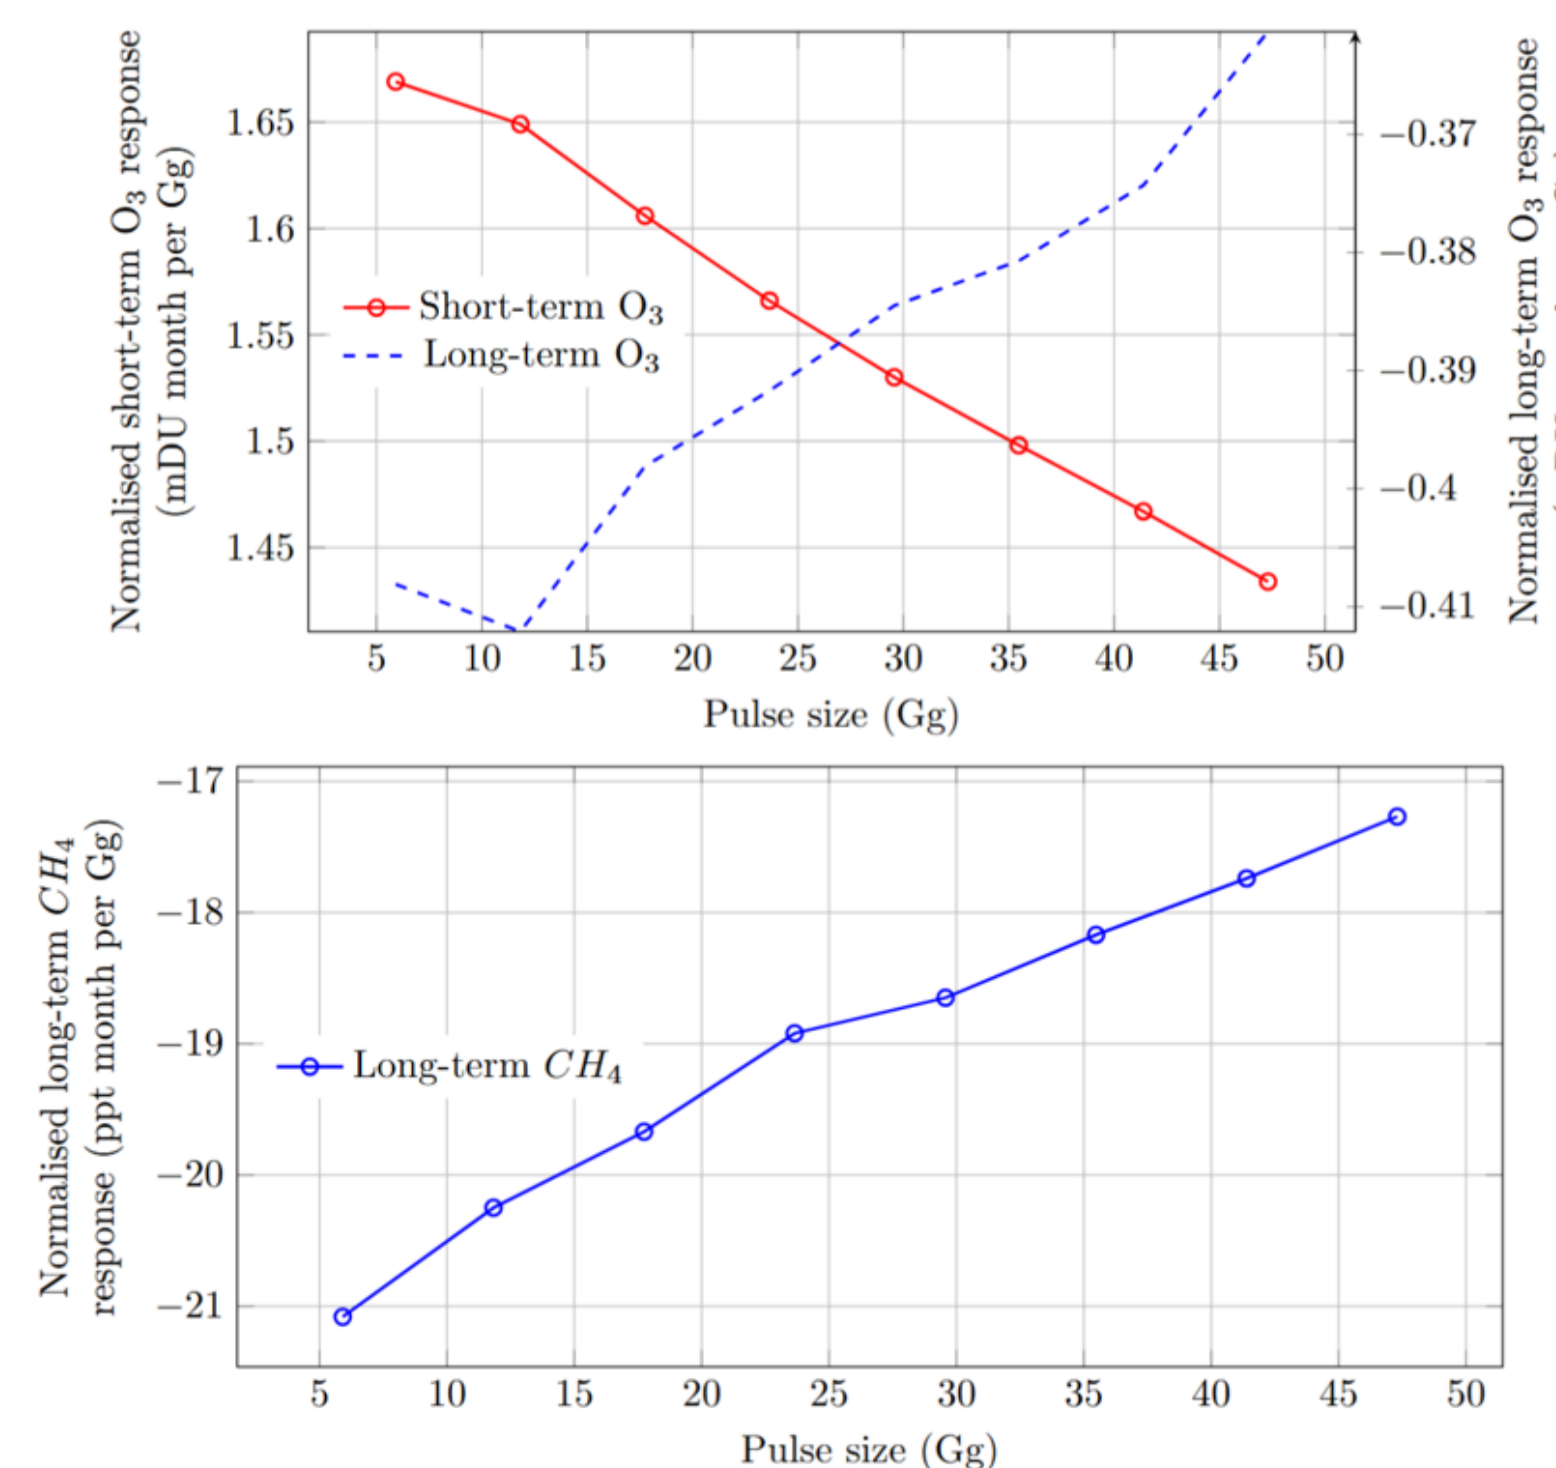 Normalised short-term O₃ response
(mDU month per Gg)
1.65
1.6
1.55
1.5
1.45
Short-term O₃
Long-term O₃
−0.37
−0.38
−0.39
−0.4
−0.41
Normalised long-term O₃ response
5 10 15 20 25 30 35 40 45 50
Pulse size (Gg)
Normalised long-term CH₄
response (ppt month per Gg)
−17
−18
−19
−20
−21
Long-term CH₄
5 10 15 20 25 30 35 40 45 50
Pulse size (Gg)